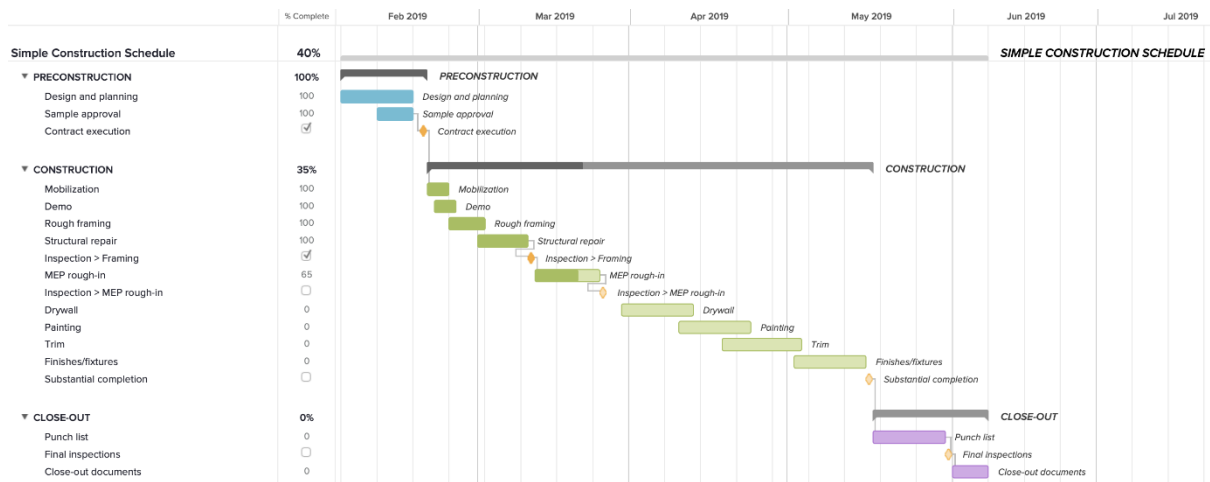 % Complete Feb 2019 Mar 2019 Apr 2019 May 2019 Jun 2019 Jul 2019
Simple Construction Schedule 40% SIMPLE CONSTRUCTION SCHEDULE
PRECONSTRUCTION 100% PRECONSTRUCTION
Design and planning 100 Design and planning
Sample approval 100 Sample approval
Contract execution Contract execution
CONSTRUCTION 35% CONSTRUCTION
Mobilization 100 Mobilization
Demo 100 Demo
Rough framing 100 Rough framing
Structural repair 100 Structural repair
Inspection > Framing Inspection > Framing
MEP rough-in 65 MEP rough-in
Inspection > MEP rough-in Inspection > MEP rough-in
Drywall 0 Drywall
Painting 0 Painting
Trim 0 Trim
Finishes/fixtures 0 Finishes/fixtures
Substantial completion Substantial completion
CLOSE-OUT 0% CLOSE-OUT
Punch list 0 Punch list
Final inspections Final inspections
Close-out documents 0 Close-out documents